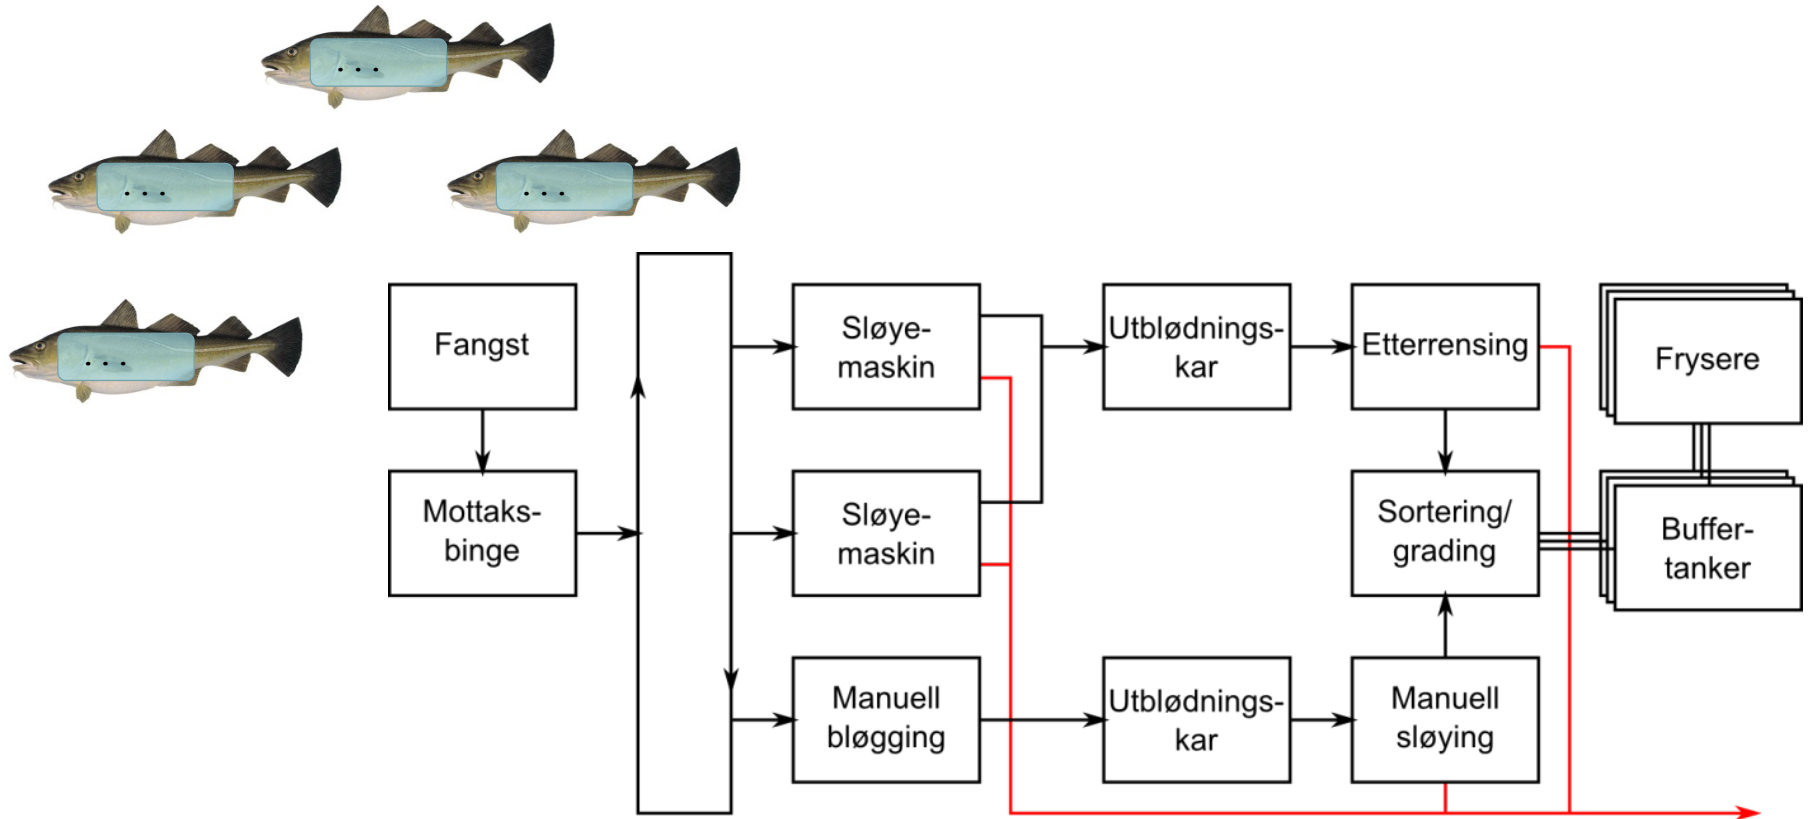 Fangst
Mottaks-
binge
Sløye-
maskin
Sløye-
maskin
Manuell
bløgging
Utblødnings-
kar
Utblødnings-
kar
Etterrensing
Sortering/
grading
Manuell
sløying
Frysere
Buffer-
tanker